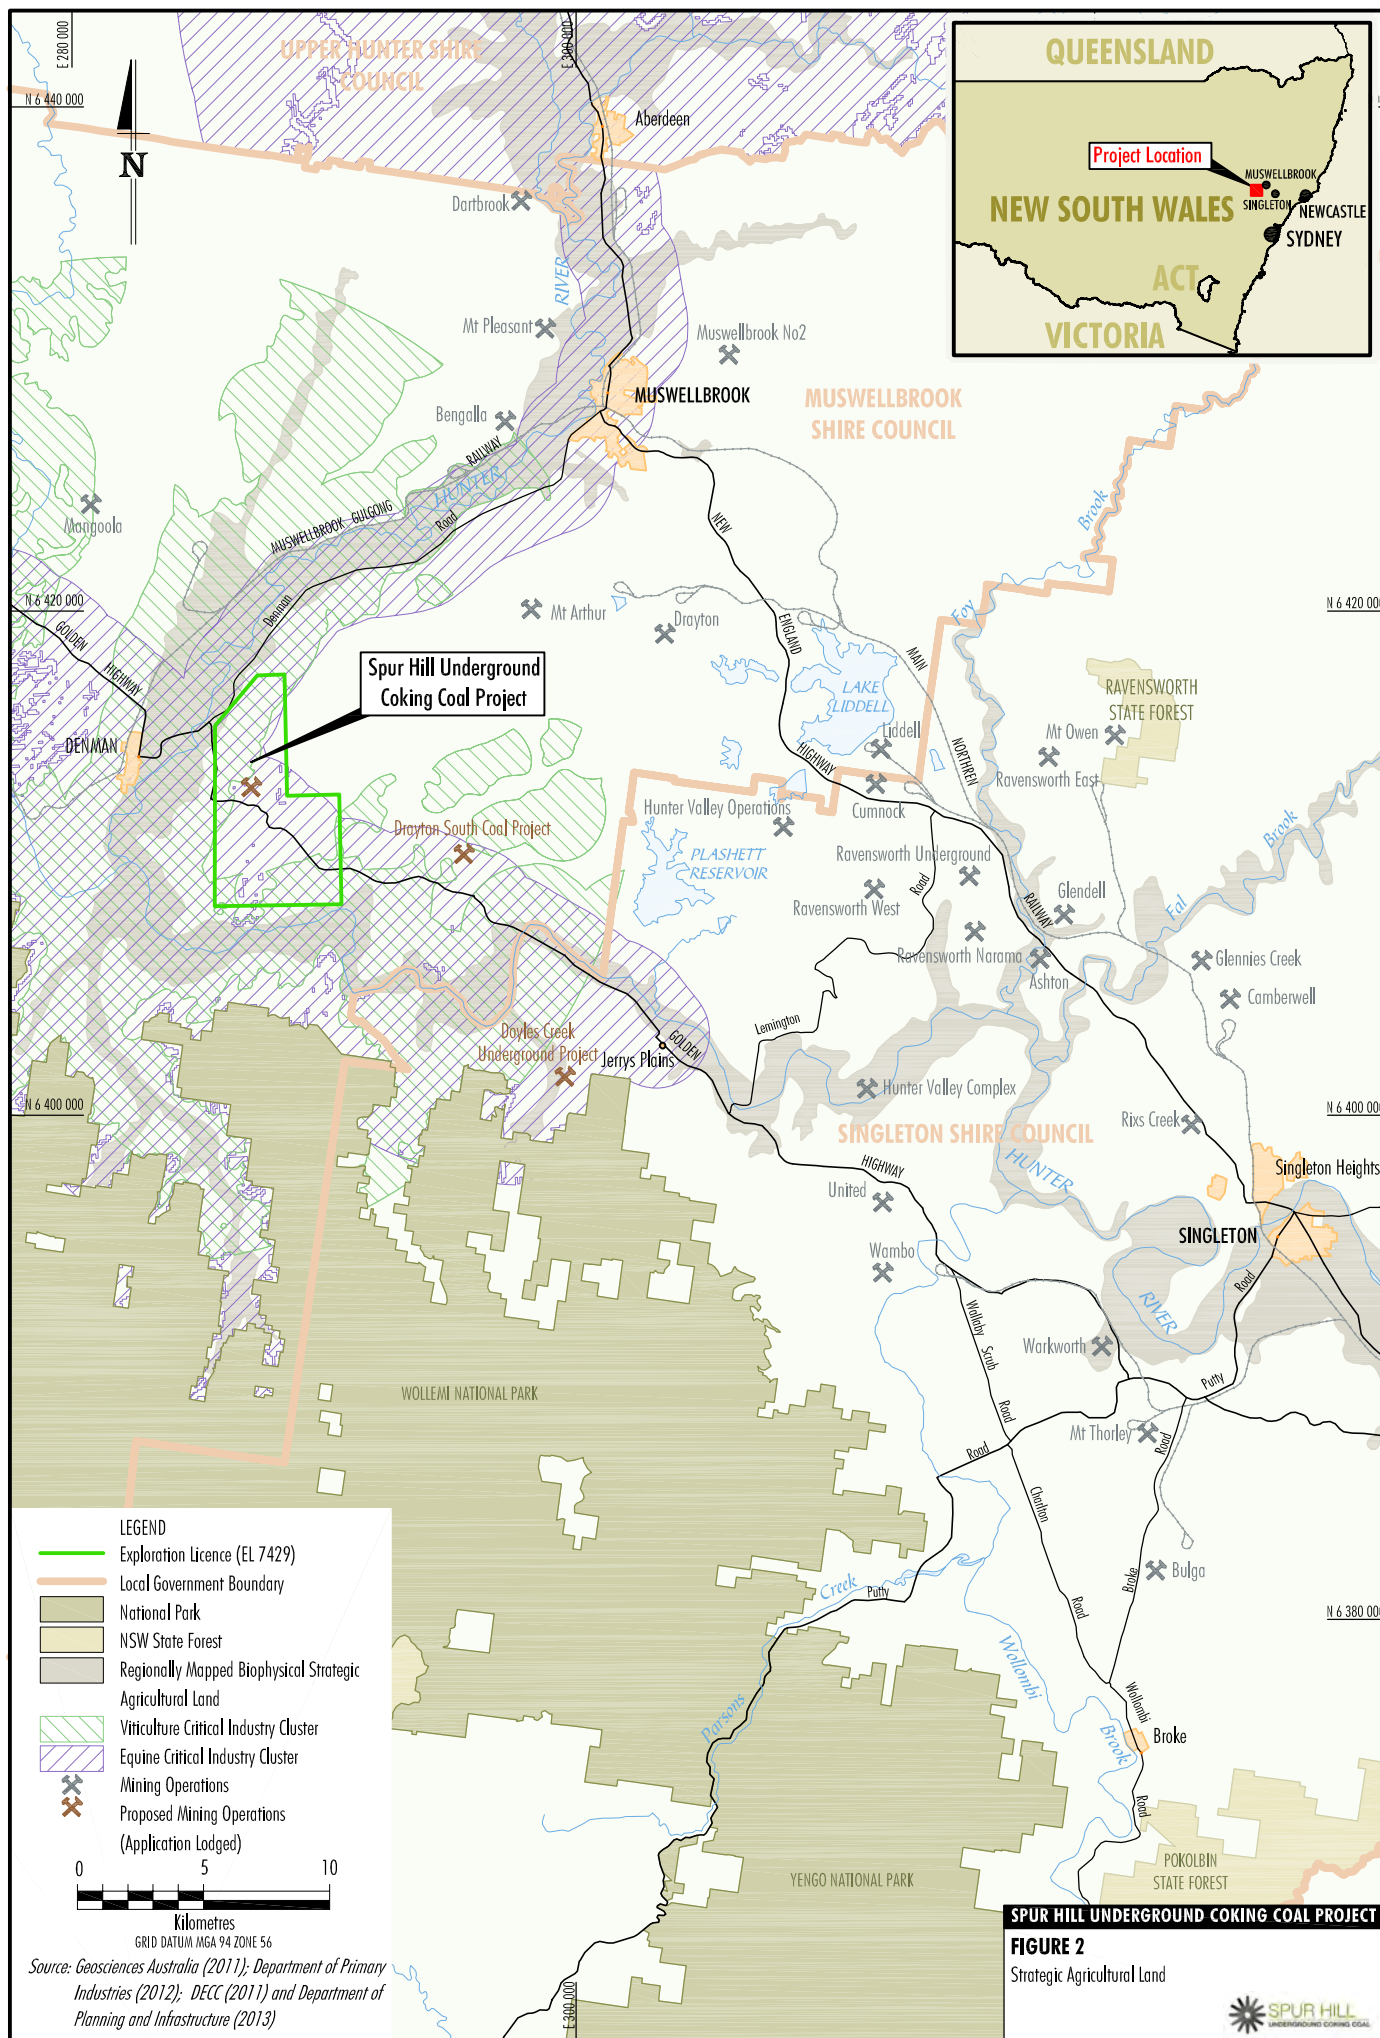 UPPER HUNTER SHIRE
COUNCIL
E 280 000
E 300 000
N 6 440 000
N
Aberdeen
Dartbrook
RIVER
Mt Pleasant
Muswellbrook No2
MUSWELLBROOK
MUSWELLBROOK
SHIRE COUNCIL
Bengalla
RAILWAY
HUNTER
MUSWELLBROOK GULGONG
Road
Denman
Mangoola
NEW
ENGLAND
HIGHWAY
Brook
Foy
QUEENSLAND
Project Location
MUSWELLBROOK
SINGLETON
NEWCASTLE
NEW SOUTH WALES
SYDNEY
ACT
VICTORIA
N 6 420 000
N 6 420 000
GOLDEN
HIGHWAY
Mt Arthur
Drayton
Spur Hill Underground
Coking Coal Project
DENMAN
LAKE
LIDDELL
Liddell
MAIN
NORTHREN
RAILWAY
RAVENSWORTH
STATE FOREST
Mt Owen
Ravensworth East
Hunter Valley Operations
Cumnock
Drayton South Coal Project
PLASHETT
RESERVOIR
Ravensworth Underground
Road
Ravensworth West
Glendell
Brook
Fal
Ravensworth Narama
Ashton
Glennies Creek
Camberwell
Lemington
Doyles Creek
Underground Project
Jerrys Plains
GOLDEN
HIGHWAY
Hunter Valley Complex
N 6 400 000
N 6 400 000
SINGLETON SHIRE COUNCIL
Rixs Creek
HUNTER
RIVER
Singleton Heights
United
SINGLETON
Wambo
Road
Wallaby
Scrub
Road
Warkworth
Putty
WOLLEMI NATIONAL PARK
Mt Thorley
Road
Road
Charlton
Road
Broke
Bulga
Creek
Putty
Parsons
Wollombi
Brook
N 6 380 000
Wollombi
Road
Broke
YENGO NATIONAL PARK
POKOLBIN
STATE FOREST
E 300 000
LEGEND
Exploration Licence (EL 7429)
Local Government Boundary
National Park
NSW State Forest
Regionally Mapped Biophysical Strategic
Agricultural Land
Viticulture Critical Industry Cluster
Equine Critical Industry Cluster
Mining Operations
Proposed Mining Operations
(Application Lodged)
0 5 10
Kilometres
GRID DATUM MGA 94 ZONE 56
Source: Geosciences Australia (2011); Department of Primary
Industries (2012); DECC (2011) and Department of
Planning and Infrastructure (2013)
SPUR HILL UNDERGROUND COKING COAL PROJECT
FIGURE 2
Strategic Agricultural Land
SPUR HILL
UNDERGROUND COKING COAL